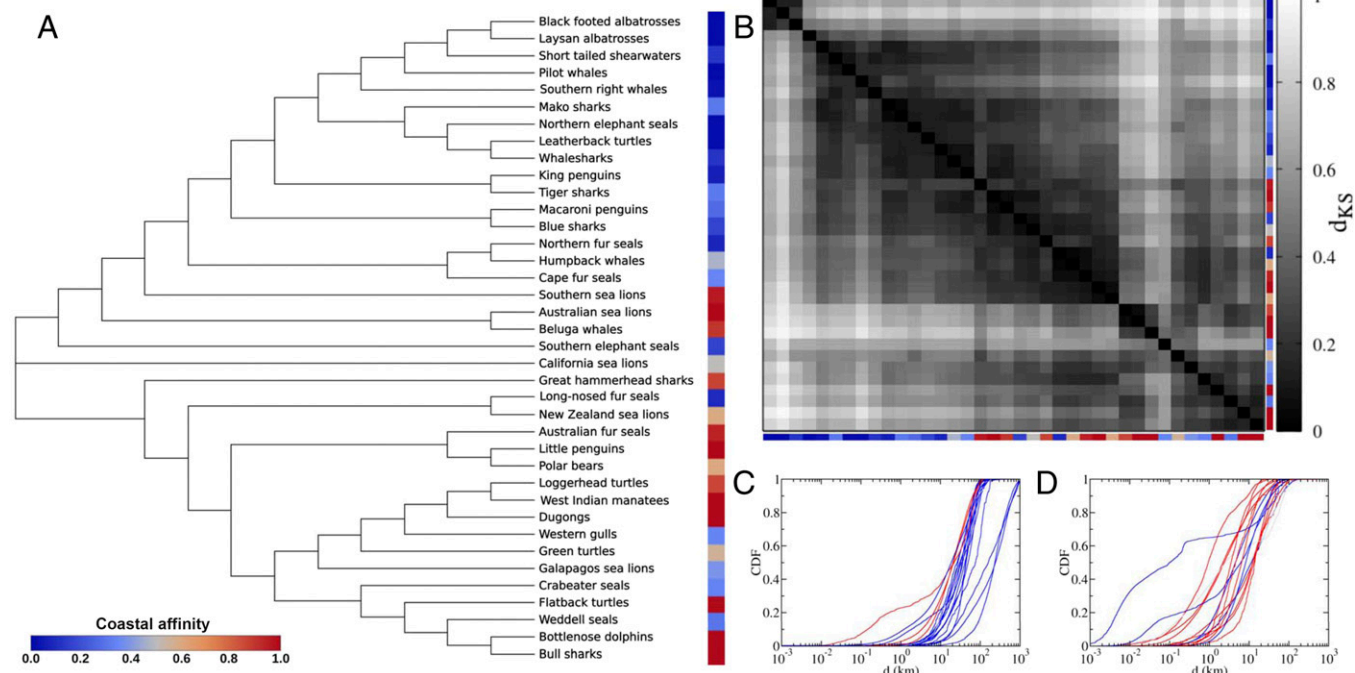 A
Black footed albatrosses
Laysan albatrosses
Short tailed shearwaters
Pilot whales
Southern right whales
Mako sharks
Northern elephant seals
Leatherback turtles
Whalesharks
King penguins
Tiger sharks
Macaroni penguins
Blue sharks
Northern fur seals
Humpback whales
Cape fur seals
Southern sea lions
Australian sea lions
Beluga whales
Southern elephant seals
California sea lions
Great hammerhead sharks
Long-nosed fur seals
New Zealand sea lions
Australian fur seals
Little penguins
Polar bears
Loggerhead turtles
West Indian manatees
Dugongs
Western gulls
Green turtles
Galapagos sea lions
Crabeater seals
Flatback turtles
Weddell seals
Bottlenose dolphins
Bull sharks
Coastal affinity
0.0 0.2 0.4 0.6 0.8 1.0
B
0.8
0.6
0.4
0.2
0
dKS
C
1
0.8
0.6
0.4
0.2
0
CDF
10-3 10-2 10-1 100 101 102 103
d (km)
D
1
0.8
0.6
0.4
0.2
0
CDF
10-3 10-2 10-1 100 101 102 103
d (km)